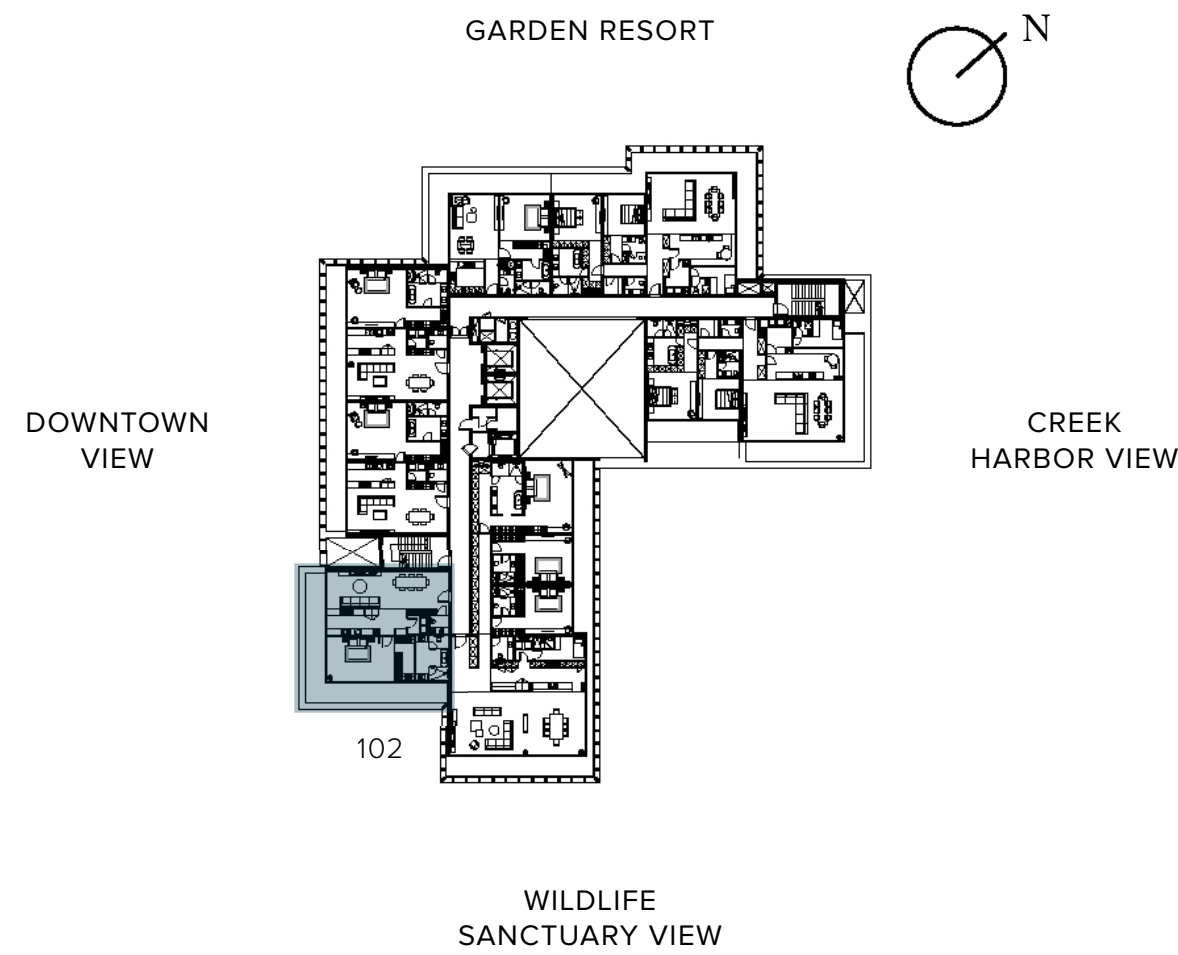 GARDEN RESORT
N
DOWNTOWN
VIEW
CREEK
HARBOR VIEW
102
WILDLIFE
SANCTUARY VIEW